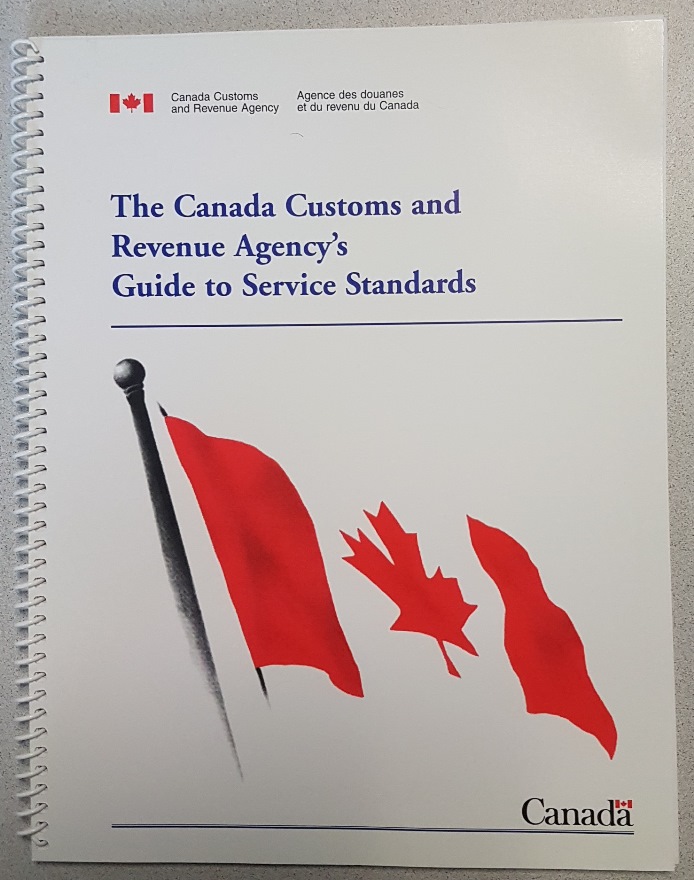 Canada Customs
and Revenue Agency
Agence des douanes
et du revenu du Canada
The Canada Customs and
Revenue Agency's
Guide to Service Standards
Canada